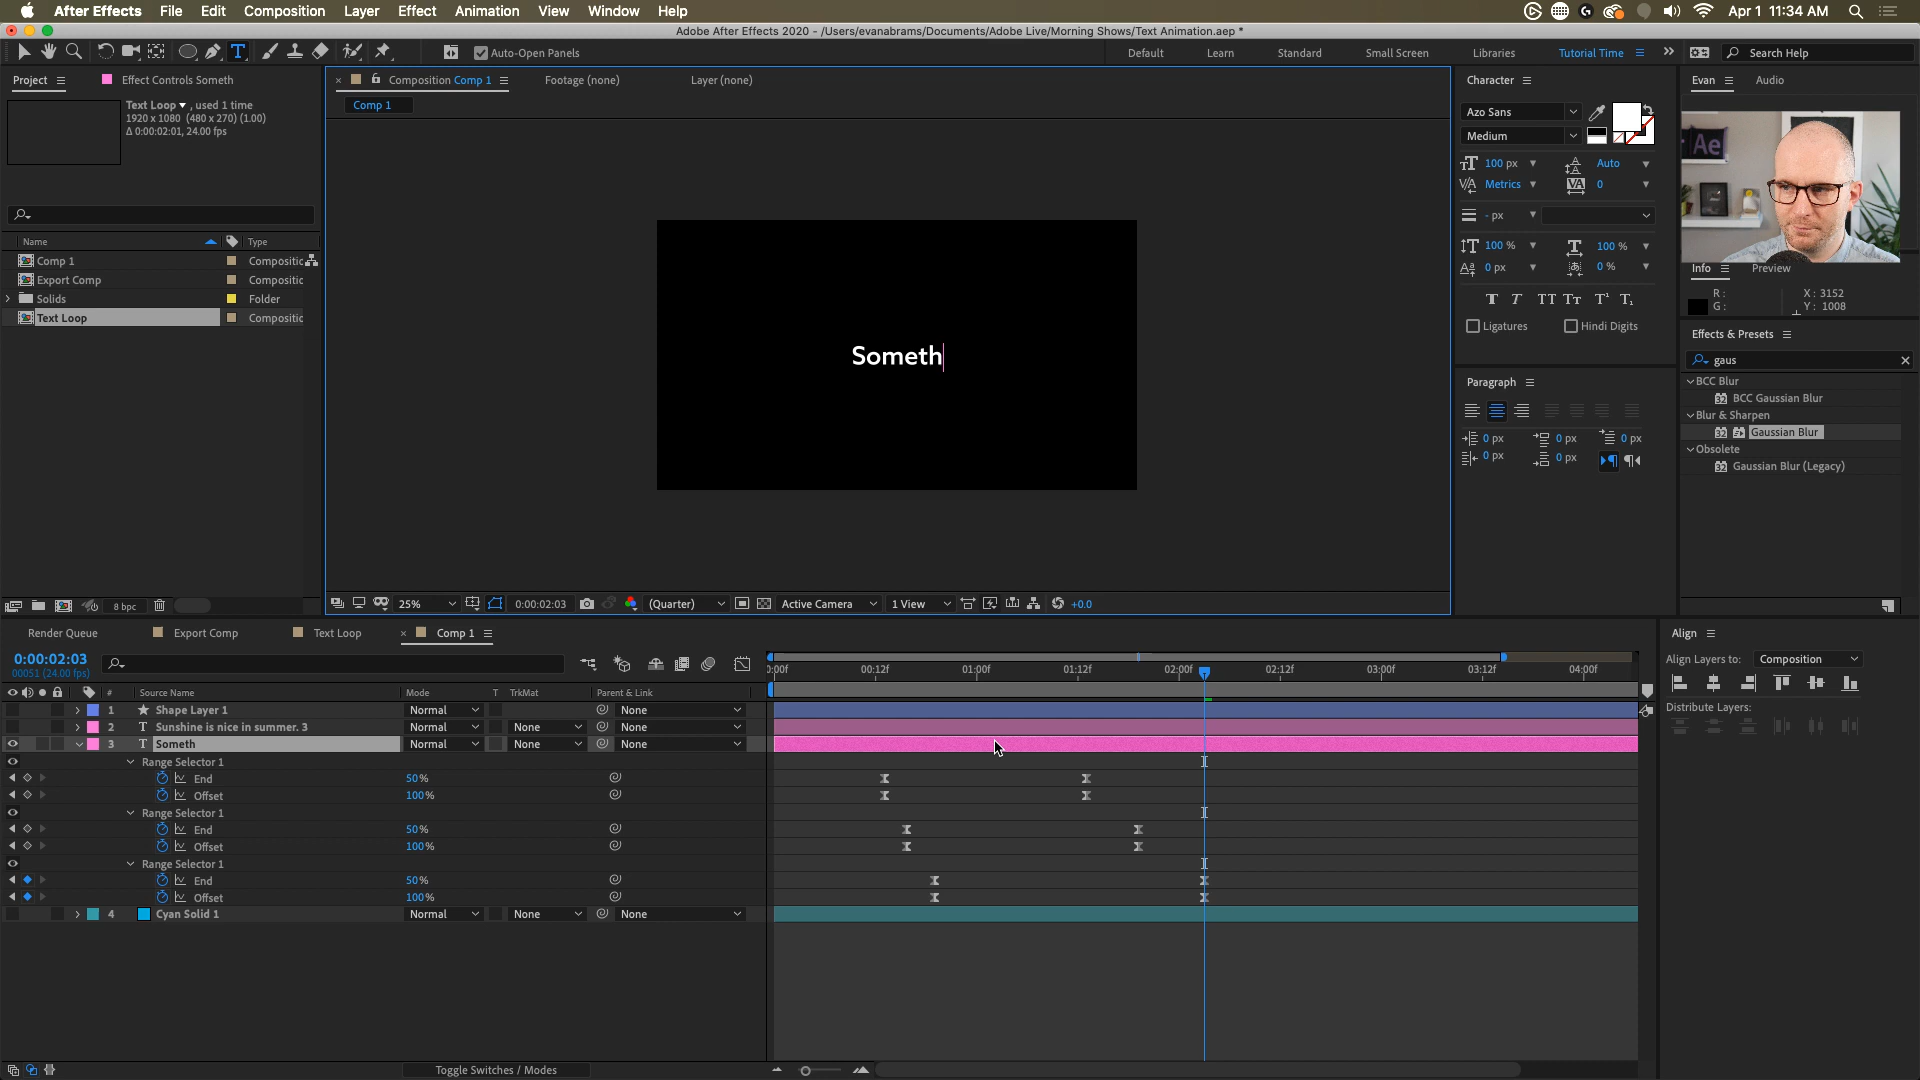 After Effects File Edit Composition Layer Effect Animation View Window Help Apr 1 11:34 AM
Adobe After Effects 2020 - /Users/evanabrams/Documents/Adobe Live/Morning Shows/Text Animation.aep *
Auto-Open Panels Default Learn Standard Small Screen Libraries Tutorial Time Search Help
Project Effect Controls Someth
Composition Comp 1 Footage (none) Layer (none)
Character Evan Audio
Text Loop , used 1 time
1920 x 1080 (480 x 270) (1.00)
Δ 0:00:02:01, 24.00 fps
Comp 1
Azo Sans
Medium
100 px Auto
Metrics 0
- px
100 % 100 %
0 px 0 %
Ligatures Hindi Digits
Ae
Info Preview
R: X: 3152
G: Y: 1008
Name Type
Comp 1 Compositic
Export Comp Compositic
Solids Folder
Text Loop Compositic
Someth
Effects & Presets
gaus
BCC Blur
BCC Gaussian Blur
Blur & Sharpen
Gaussian Blur
Obsolete
Gaussian Blur (Legacy)
Paragraph
0 px 0 px 0 px
0 px 0 px
8 bpc
25% 0:00:02:03 (Quarter) Active Camera 1 View +0.0
Render Queue Export Comp Text Loop Comp 1
Align
0:00:02:03
00051 (24.00 fps)
Align Layers to: Composition
Distribute Layers:
:00f 00:12f 01:00f 01:12f 02:00f 02:12f 03:00f 03:12f 04:00f
# Source Name Mode T TrkMat Parent & Link
1 Shape Layer 1 Normal None
2 T Sunshine is nice in summer. 3 Normal None None
3 T Someth Normal None None
Range Selector 1
End 50%
Offset 100%
Range Selector 1
End 50%
Offset 100%
Range Selector 1
End 50%
Offset 100%
4 Cyan Solid 1 Normal None None
Toggle Switches / Modes